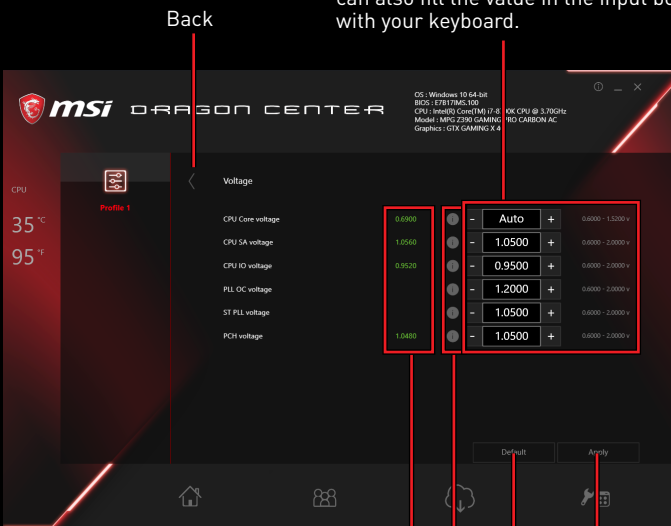 can also fill the value in the input bo
with your keyboard.
Back
msi DRAGON CENTER
OS : Windows 10 64-bit
BIOS : E7B17IMS.100
CPU : Intel(R) Core(TM) i7-8700K CPU @ 3.70GHz
Model : MPG Z390 GAMING PRO CARBON AC
Graphics : GTX GAMING X 4
CPU
35 °C
95 °F
Profile 1
Voltage
CPU Core voltage 0.6900 i - Auto + 0.6000 - 1.5200 v
CPU SA voltage 1.0560 i - 1.0500 + 0.6000 - 2.0000 v
CPU IO voltage 0.9520 i - 0.9500 + 0.6000 - 2.0000 v
PLL OC voltage i - 1.2000 + 0.6000 - 2.0000 v
ST PLL voltage i - 1.0500 + 0.6000 - 2.0000 v
PCH voltage 1.0480 i - 1.0500 + 0.6000 - 2.0000 v
Default Apply